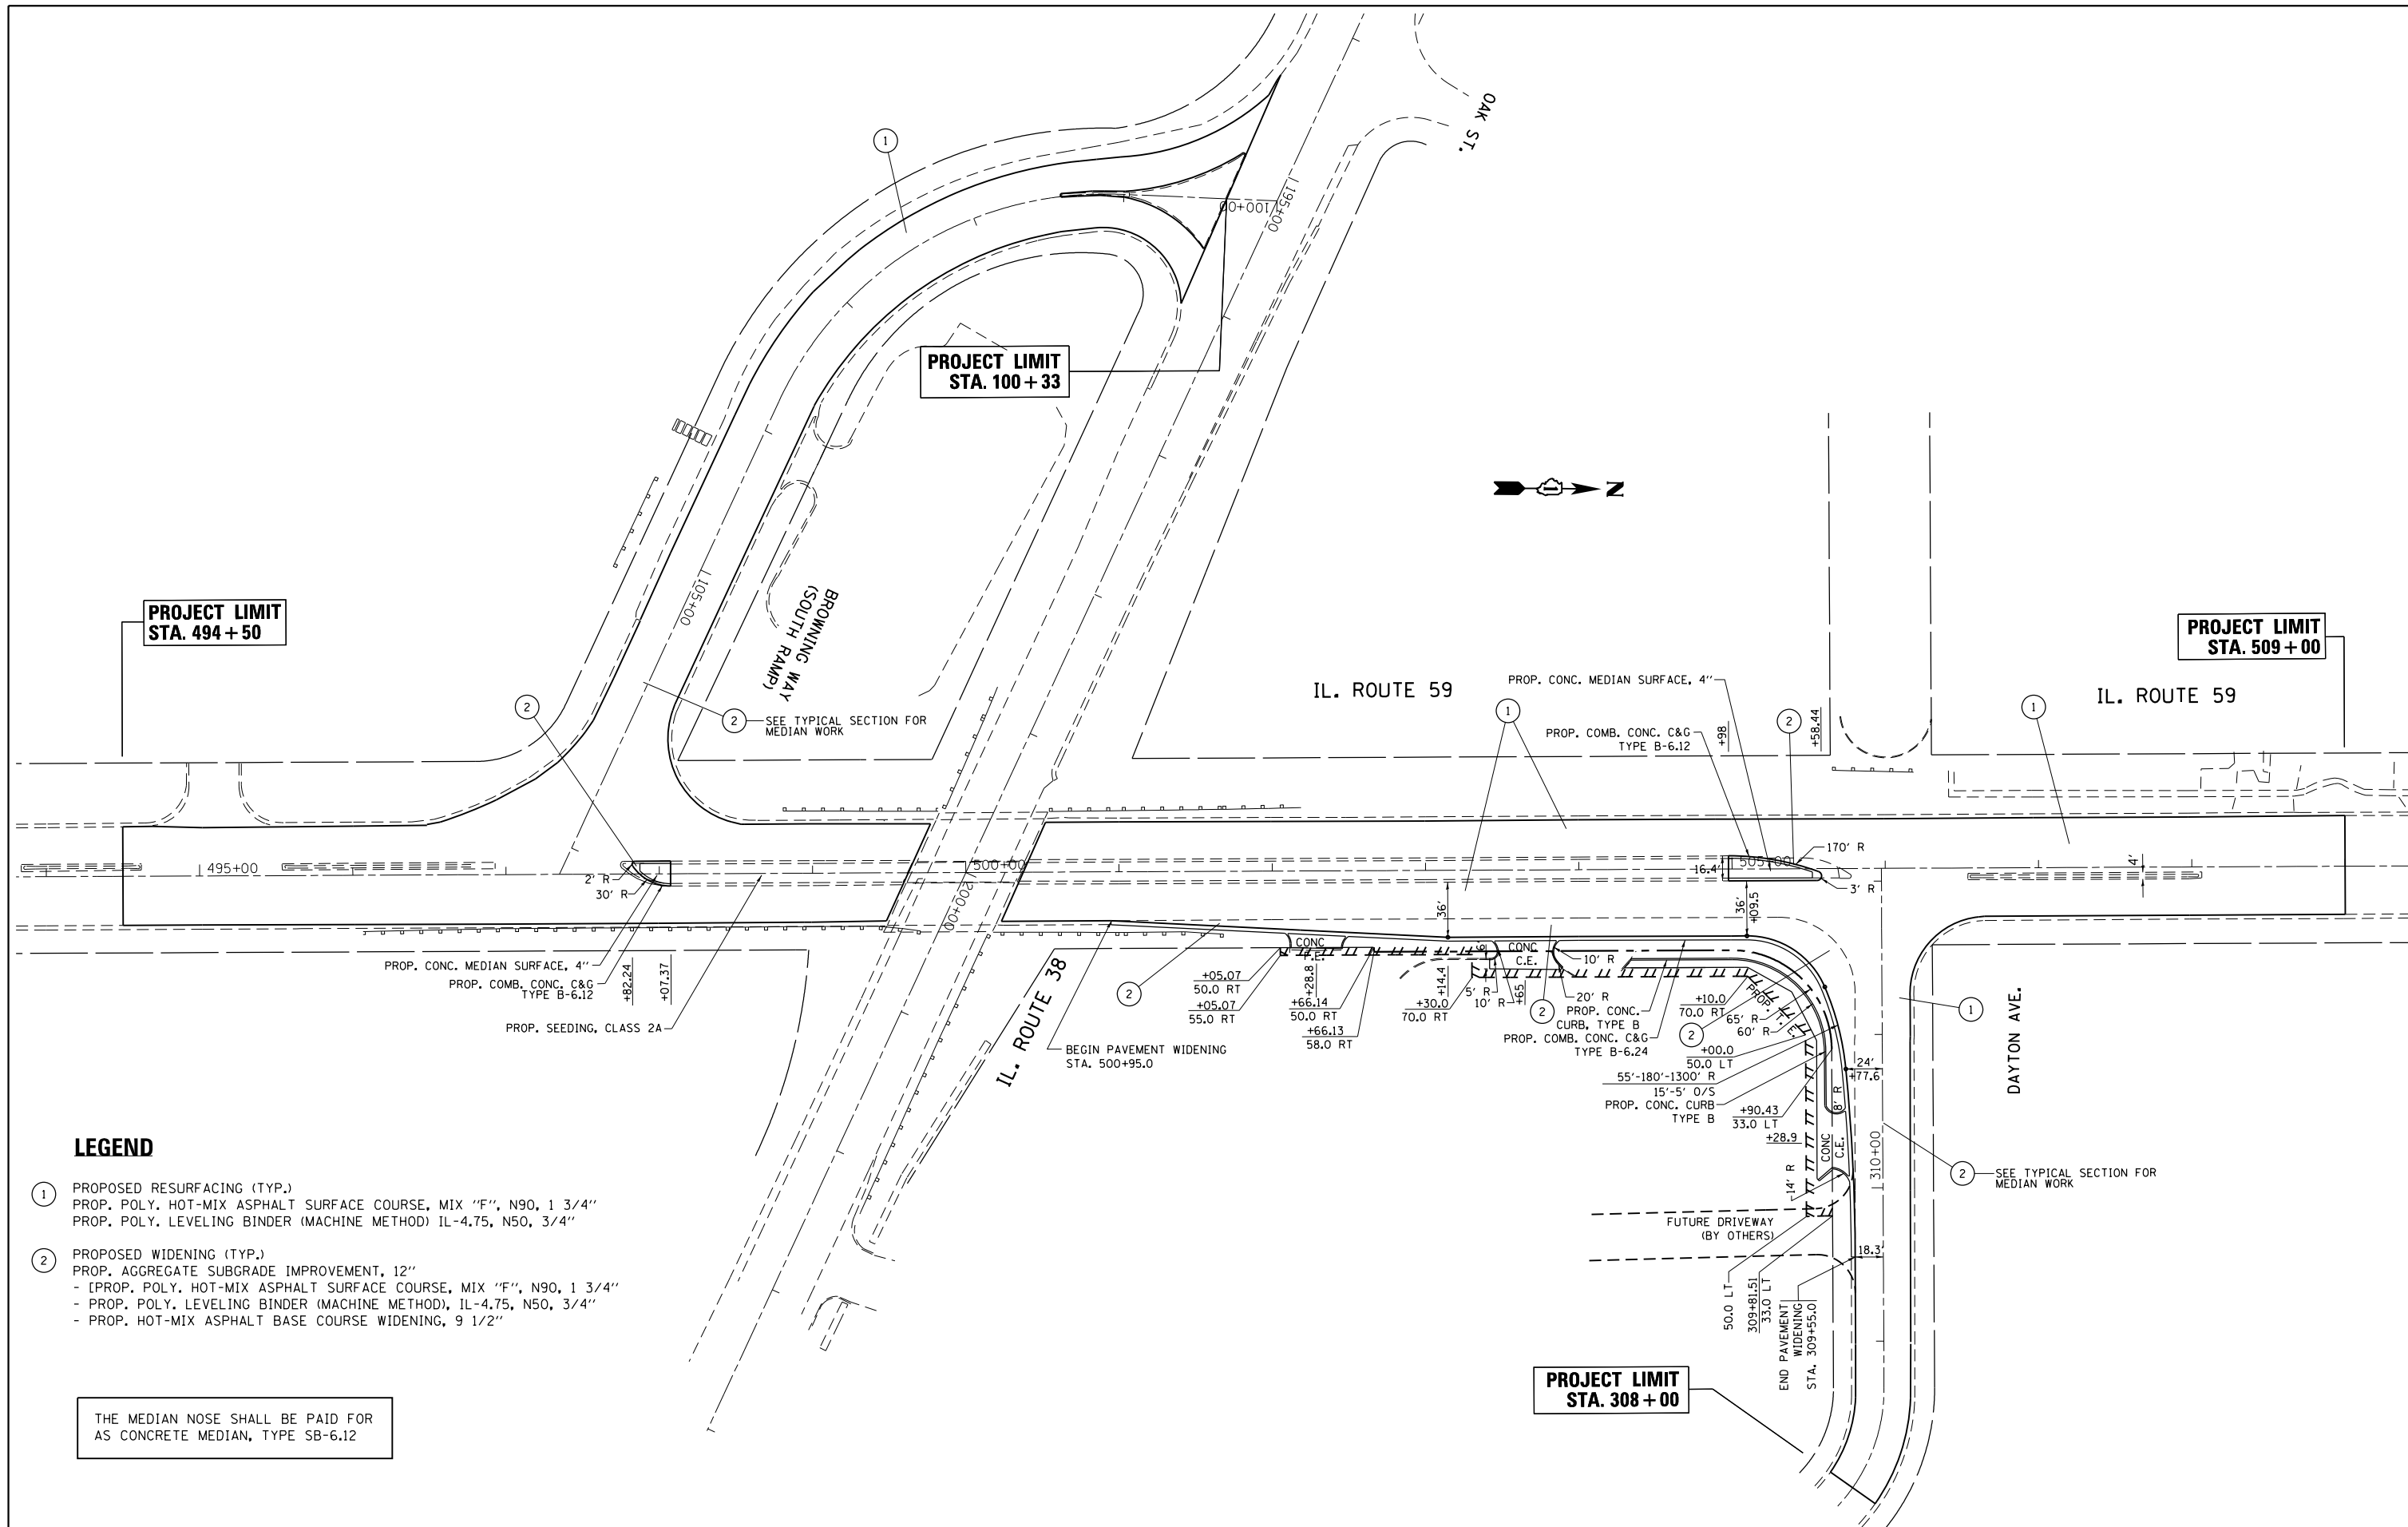 OAK ST.
1
195+00
100+00
PROJECT LIMIT
STA. 100+33
N
105+00
BROWNING WAY
(SOUTH RAMP)
PROJECT LIMIT
STA. 494+50
PROJECT LIMIT
STA. 509+00
IL. ROUTE 59
IL. ROUTE 59
PROP. CONC. MEDIAN SURFACE, 4"
1
1
2
2
SEE TYPICAL SECTION FOR
MEDIAN WORK
PROP. COMB. CONC. C&G
TYPE B-6.12
+98
2
+58.44
170' R
495+00
500+00
505+00
16.4'
4'
2' R
30' R
3' R
36'
36'
+09.5
200+00
PROP. CONC. MEDIAN SURFACE, 4"
PROP. COMB. CONC. C&G
TYPE B-6.12
+82.24
+07.37
PROP. SEEDING, CLASS 2A
IL. ROUTE 38
BEGIN PAVEMENT WIDENING
STA. 500+95.0
2
CONC
T.E.
+05.07
50.0 RT
+05.07
55.0 RT
+28.8
+66.14
50.0 RT
+66.13
58.0 RT
+14.4
+30.0
70.0 RT
6'
CONC
C.E.
5' R
10' R
+65
10' R
20' R
2
PROP. CONC.
CURB, TYPE B
PROP. COMB. CONC. C&G
TYPE B-6.24
2
+10.0
70.0 RT
PROP. T.E.
65' R
60' R
+00.0
50.0 LT
55'-180'-1300' R
15'-5' O/S
PROP. CONC. CURB
TYPE B
+90.43
33.0 LT
+28.9
8' R
24'
+77.6
1
DAYTON AVE.
CONC
C.E.
310+00
14' R
2
SEE TYPICAL SECTION FOR
MEDIAN WORK
FUTURE DRIVEWAY
(BY OTHERS)
18.3'
50.0 LT
309+81.51
33.0 LT
END PAVEMENT
WIDENING
STA. 309+55.0
PROJECT LIMIT
STA. 308+00
LEGEND
1 PROPOSED RESURFACING (TYP.)
PROP. POLY. HOT-MIX ASPHALT SURFACE COURSE, MIX "F", N90, 1 3/4"
PROP. POLY. LEVELING BINDER (MACHINE METHOD) IL-4.75, N50, 3/4"
2 PROPOSED WIDENING (TYP.)
PROP. AGGREGATE SUBGRADE IMPROVEMENT, 12"
- [PROP. POLY. HOT-MIX ASPHALT SURFACE COURSE, MIX "F", N90, 1 3/4"
- PROP. POLY. LEVELING BINDER (MACHINE METHOD), IL-4.75, N50, 3/4"
- PROP. HOT-MIX ASPHALT BASE COURSE WIDENING, 9 1/2"
THE MEDIAN NOSE SHALL BE PAID FOR
AS CONCRETE MEDIAN, TYPE SB-6.12